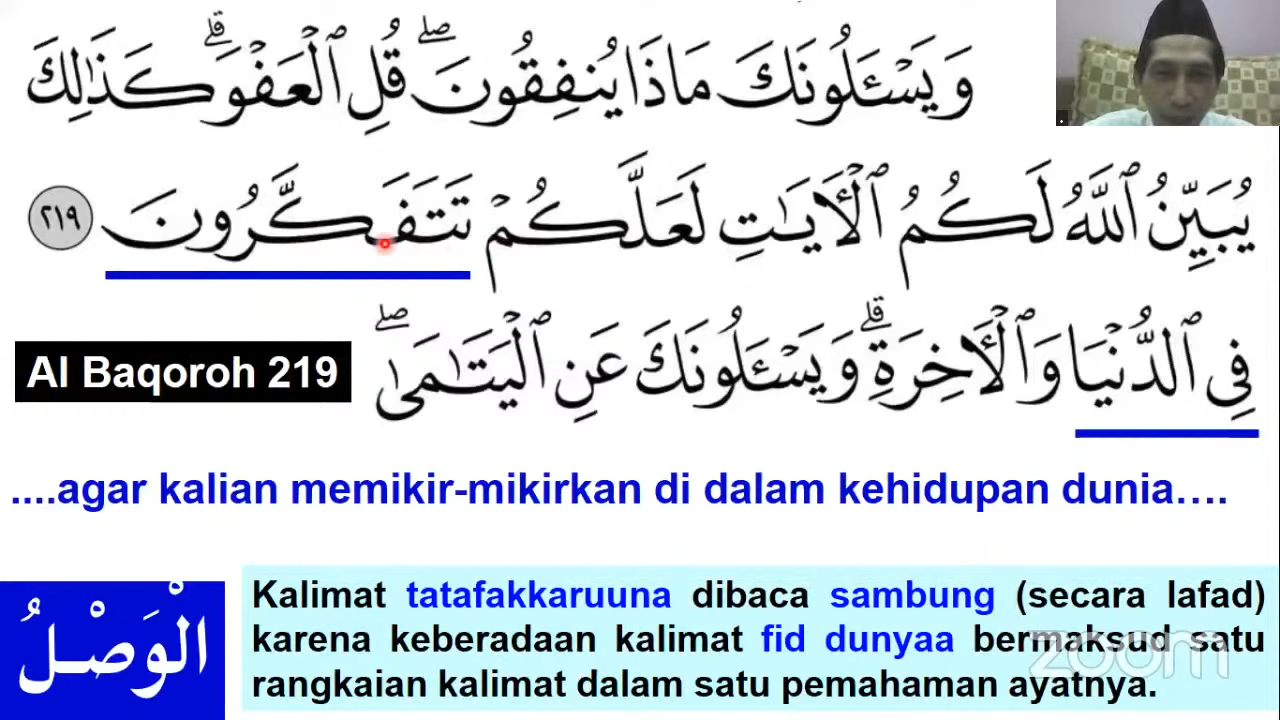 وَيَسْـَٔلُونَكَ مَاذَا يُنفِقُونَۖ قُلِ ٱلْعَفْوَۗ كَذَٰلِكَ
يُبَيِّنُ ٱللَّهُ لَكُمُ ٱلْـَٔايَـٰتِ لَعَلَّكُمْ تَتَفَكَّرُونَ ٢١٩
فِى ٱلدُّنْيَا وَٱلْـَٔاخِرَةِۗ وَيَسْـَٔلُونَكَ عَنِ ٱلْيَتَـٰمَىٰۖ
Al Baqoroh 219
....agar kalian memikir-mikirkan di dalam kehidupan dunia….
الْوَصْلُ
Kalimat tatafakkaruuna dibaca sambung (secara lafad)
karena keberadaan kalimat fid dunyaa bermaksud satu
rangkaian kalimat dalam satu pemahaman ayatnya.
zoom